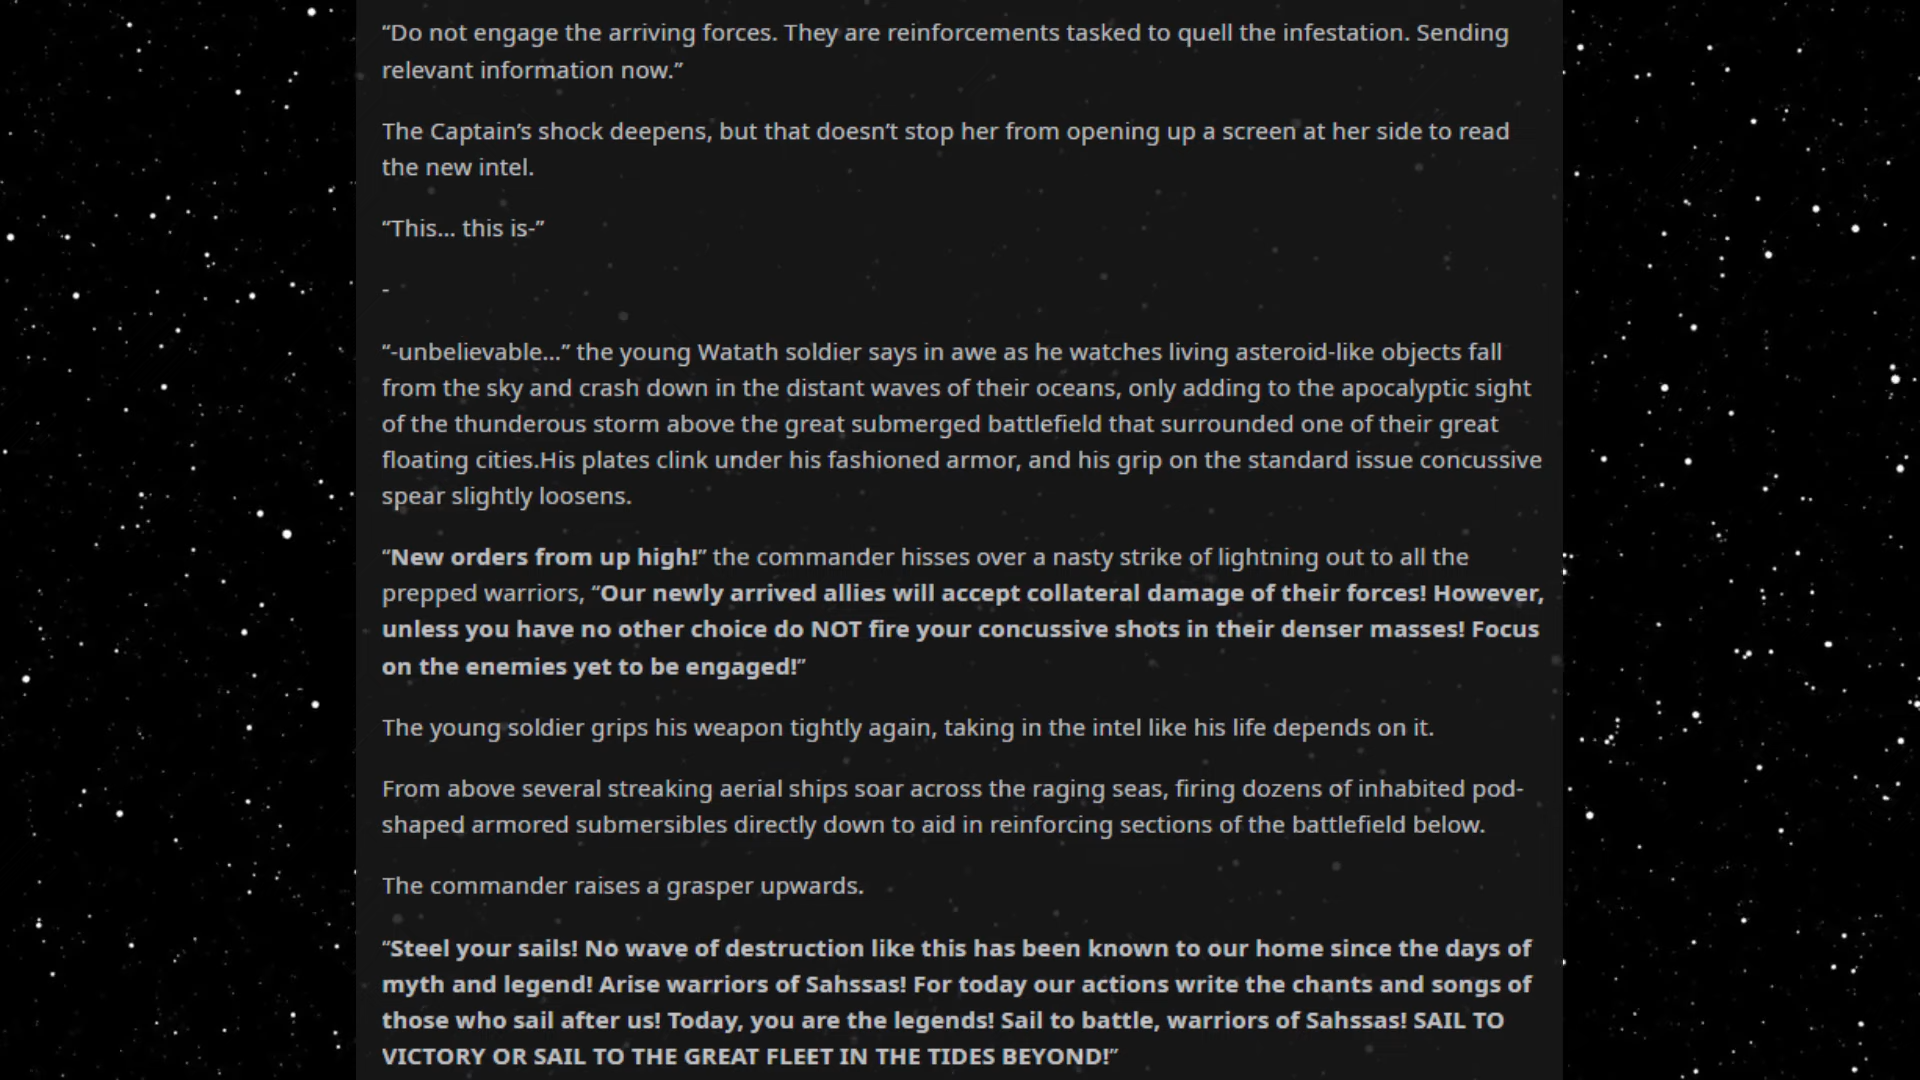 “Do not engage the arriving forces. They are reinforcements tasked to quell the infestation. Sending
relevant information now.”
The Captain’s shock deepens, but that doesn’t stop her from opening up a screen at her side to read
the new intel.
“This… this is-”
-
“-unbelievable…” the young Watath soldier says in awe as he watches living asteroid-like objects fall
from the sky and crash down in the distant waves of their oceans, only adding to the apocalyptic sight
of the thunderous storm above the great submerged battlefield that surrounded one of their great
floating cities.His plates clink under his fashioned armor, and his grip on the standard issue concussive
spear slightly loosens.
“New orders from up high!” the commander hisses over a nasty strike of lightning out to all the
prepped warriors, “Our newly arrived allies will accept collateral damage of their forces! However,
unless you have no other choice do NOT fire your concussive shots in their denser masses! Focus
on the enemies yet to be engaged!”
The young soldier grips his weapon tightly again, taking in the intel like his life depends on it.
From above several streaking aerial ships soar across the raging seas, firing dozens of inhabited pod-
shaped armored submersibles directly down to aid in reinforcing sections of the battlefield below.
The commander raises a grasper upwards.
“Steel your sails! No wave of destruction like this has been known to our home since the days of
myth and legend! Arise warriors of Sahssas! For today our actions write the chants and songs of
those who sail after us! Today, you are the legends! Sail to battle, warriors of Sahssas! SAIL TO
VICTORY OR SAIL TO THE GREAT FLEET IN THE TIDES BEYOND!”